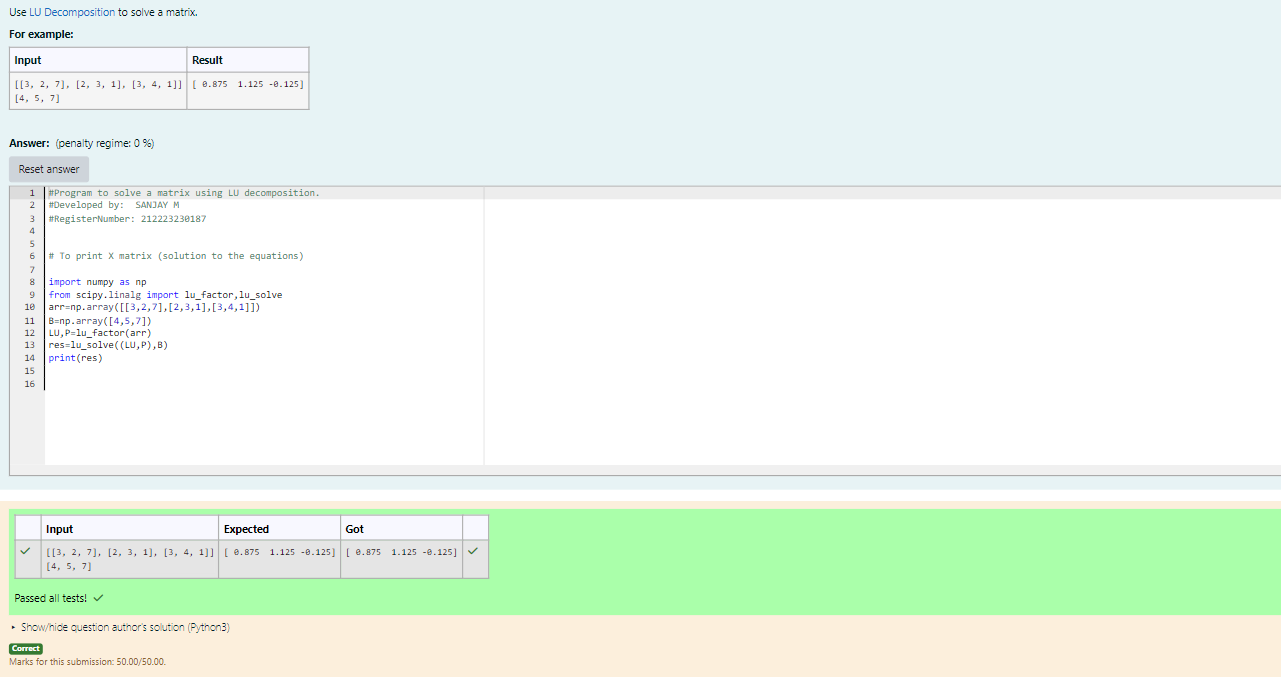 Use LU Decomposition to solve a matrix.
For example:
Input Result
[[3, 2, 7], [2, 3, 1], [3, 4, 1]] [ 0.875  1.125 -0.125]
[4, 5, 7]
Answer: (penalty regime: 0 %)
Reset answer
1 #Program to solve a matrix using LU decomposition.
2 #Developed by:  SANJAY M
3 #RegisterNumber: 212223230187
4
5
6 # To print X matrix (solution to the equations)
7
8 import numpy as np
9 from scipy.linalg import lu_factor,lu_solve
10 arr=np.array([[3,2,7],[2,3,1],[3,4,1]])
11 B=np.array([4,5,7])
12 LU,P=lu_factor(arr)
13 res=lu_solve((LU,P),B)
14 print(res)
15
16
Input Expected Got
[[3, 2, 7], [2, 3, 1], [3, 4, 1]] [ 0.875  1.125 -0.125] [ 0.875  1.125 -0.125]
[4, 5, 7]
Passed all tests!
Show/hide question author's solution (Python3)
Correct
Marks for this submission: 50.00/50.00.